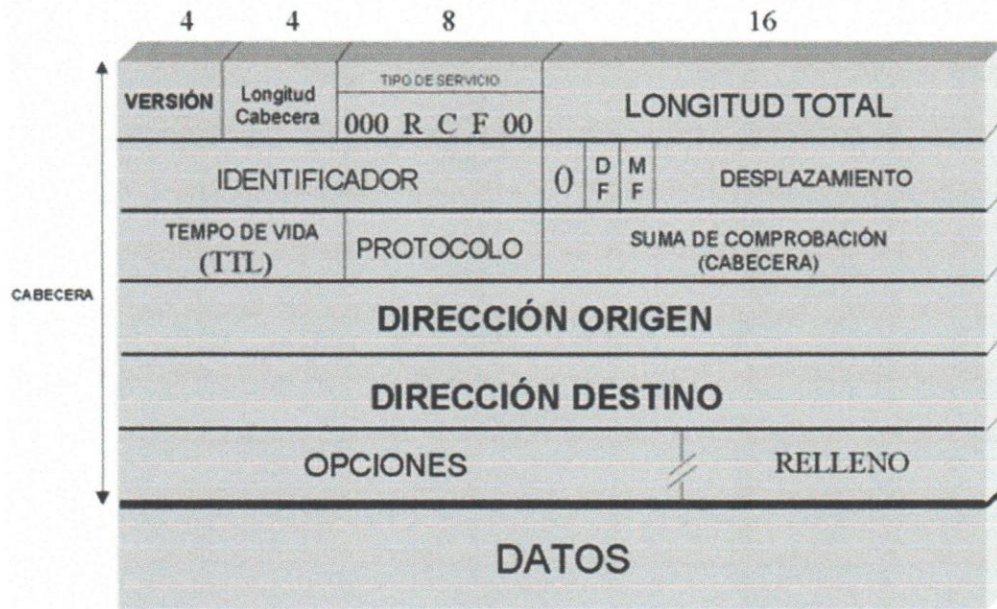 4 4 8 16
VERSIÓN
Longitud
Cabecera
TIPO DE SERVICIO
000 R C F 00
LONGITUD TOTAL
IDENTIFICADOR
0
D
F
M
F
DESPLAZAMIENTO
TEMPO DE VIDA
(TTL)
PROTOCOLO
SUMA DE COMPROBACIÓN
(CABECERA)
CABECERA
DIRECCIÓN ORIGEN
DIRECCIÓN DESTINO
OPCIONES
RELLENO
DATOS